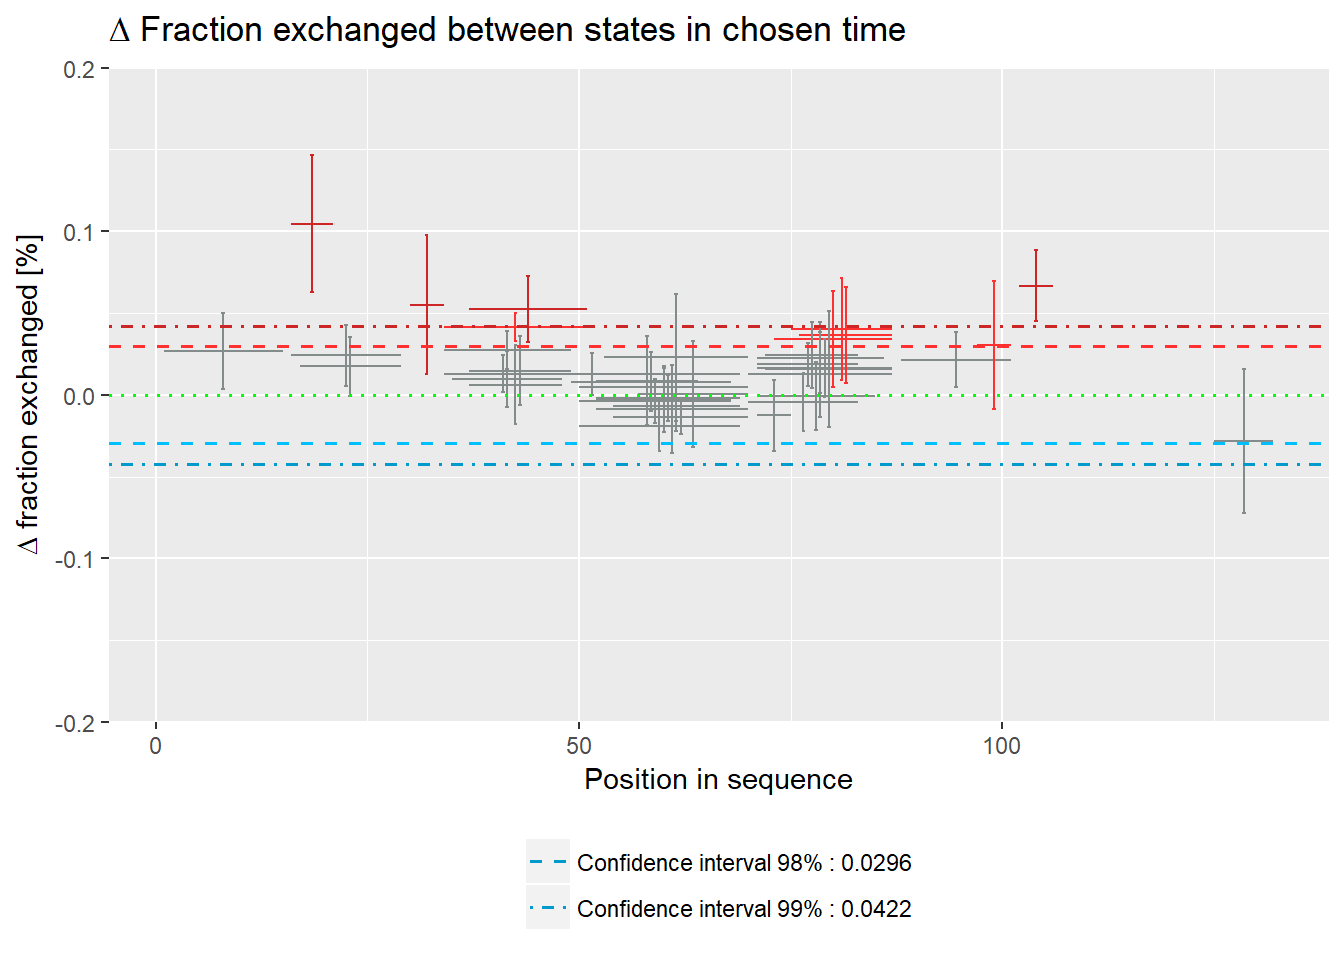 Δ Fraction exchanged between states in chosen time
Δ fraction exchanged [%]
0.2
0.1
0.0
-0.1
-0.2
0
50
100
Position in sequence
Confidence interval 98% : 0.0296
Confidence interval 99% : 0.0422